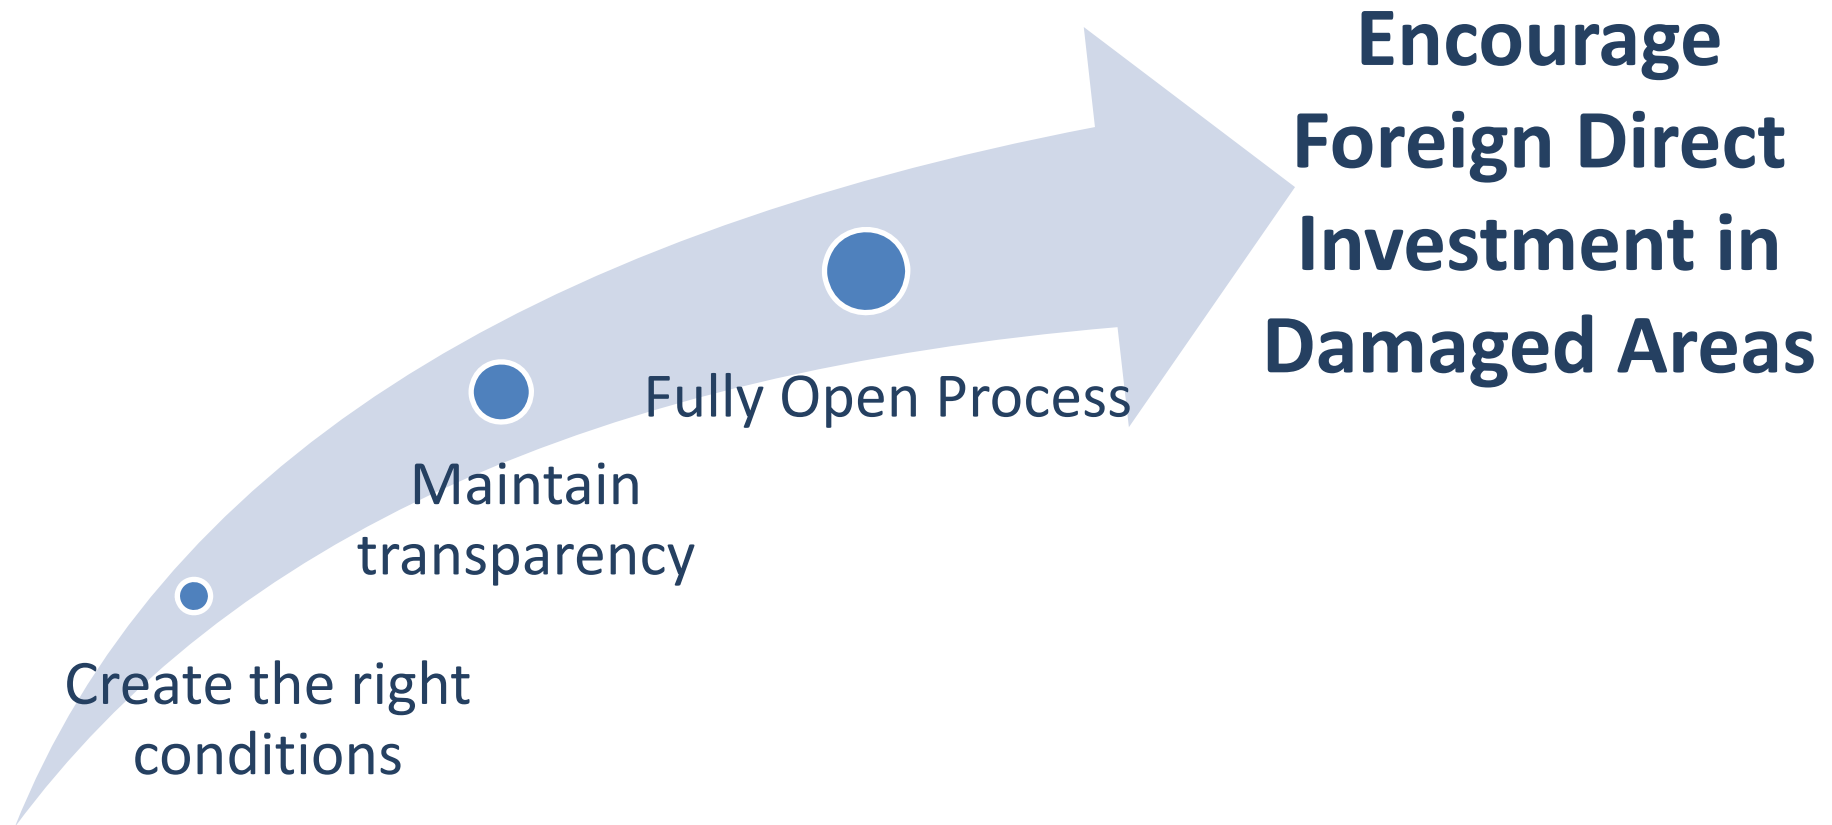 Encourage
Foreign Direct
Investment in
Damaged Areas
Fully Open Process
Maintain
transparency
Create the right
conditions